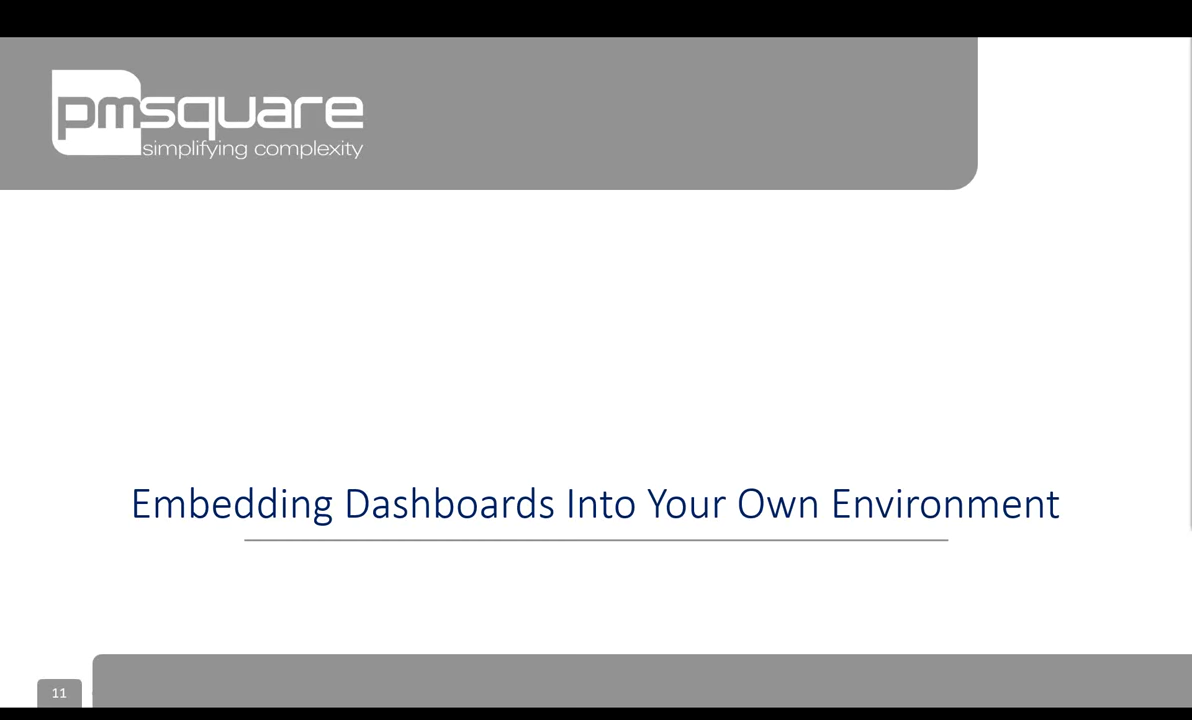 pmsquare
simplifying complexity
Embedding Dashboards Into Your Own Environment
11